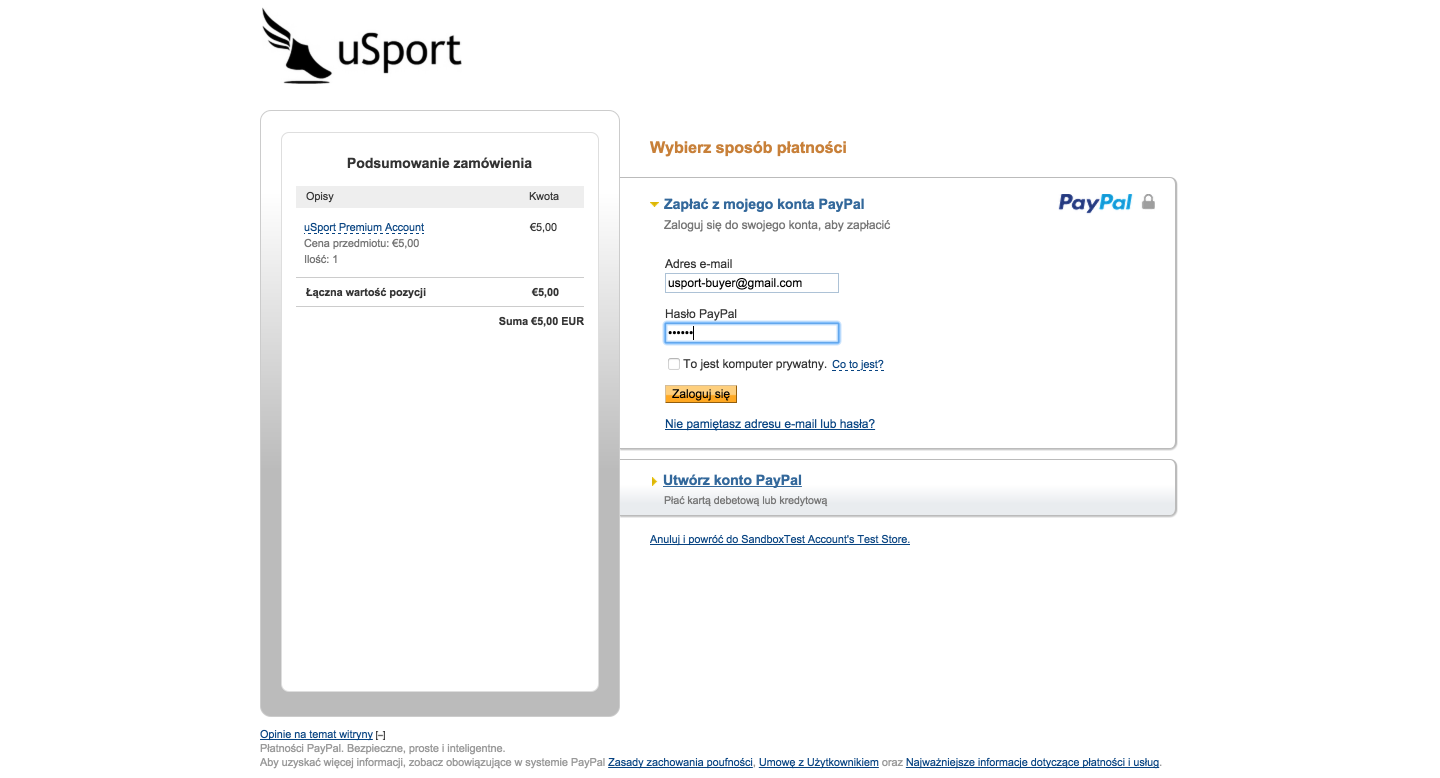 uSport
Podsumowanie zamówienia
Opisy Kwota
uSport Premium Account €5,00
Cena przedmiotu: €5,00
Ilość: 1
Łączna wartość pozycji €5,00
Suma €5,00 EUR
Wybierz sposób płatności
Zapłać z mojego konta PayPal PayPal
Zaloguj się do swojego konta, aby zapłacić
Adres e-mail
usport-buyer@gmail.com
Hasło PayPal
••••••
To jest komputer prywatny. Co to jest?
Zaloguj się
Nie pamiętasz adresu e-mail lub hasła?
Utwórz konto PayPal
Płać kartą debetową lub kredytową
Anuluj i powróć do SandboxTest Account's Test Store.
Opinie na temat witryny [–]
Płatności PayPal. Bezpieczne, proste i inteligentne.
Aby uzyskać więcej informacji, zobacz obowiązujące w systemie PayPal Zasady zachowania poufności, Umowę z Użytkownikiem oraz Najważniejsze informacje dotyczące płatności i usług.